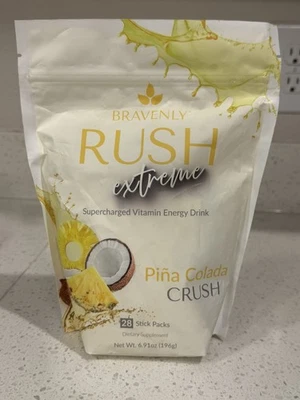 BRAVENLY
RUSH
extreme
Supercharged Vitamin Energy Drink
Piña Colada
CRUSH
28 Stick Packs
Dietary Supplement
Net Wt. 6.91oz (196g)